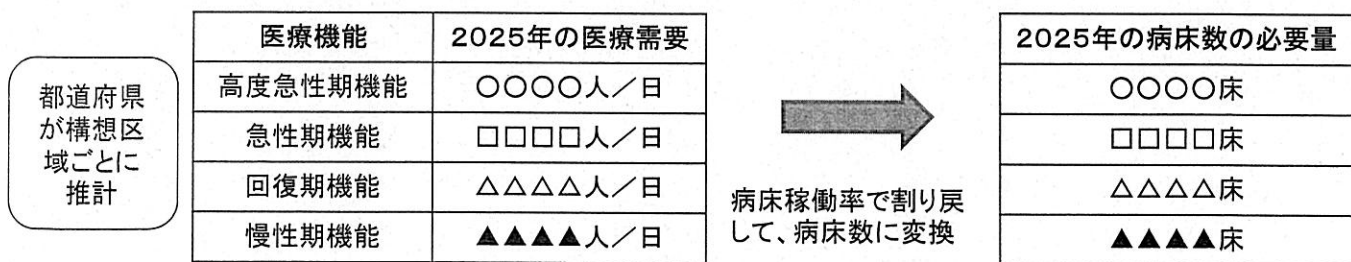 都道府県
が構想区
域ごとに
推計
医療機能 2025年の医療需要
高度急性期機能 ○○○○人／日
急性期機能 □□□□人／日
回復期機能 △△△△人／日
慢性期機能 ▲▲▲▲人／日
病床稼働率で割り戻
して、病床数に変換
2025年の病床数の必要量
○○○○床
□□□□床
△△△△床
▲▲▲▲床